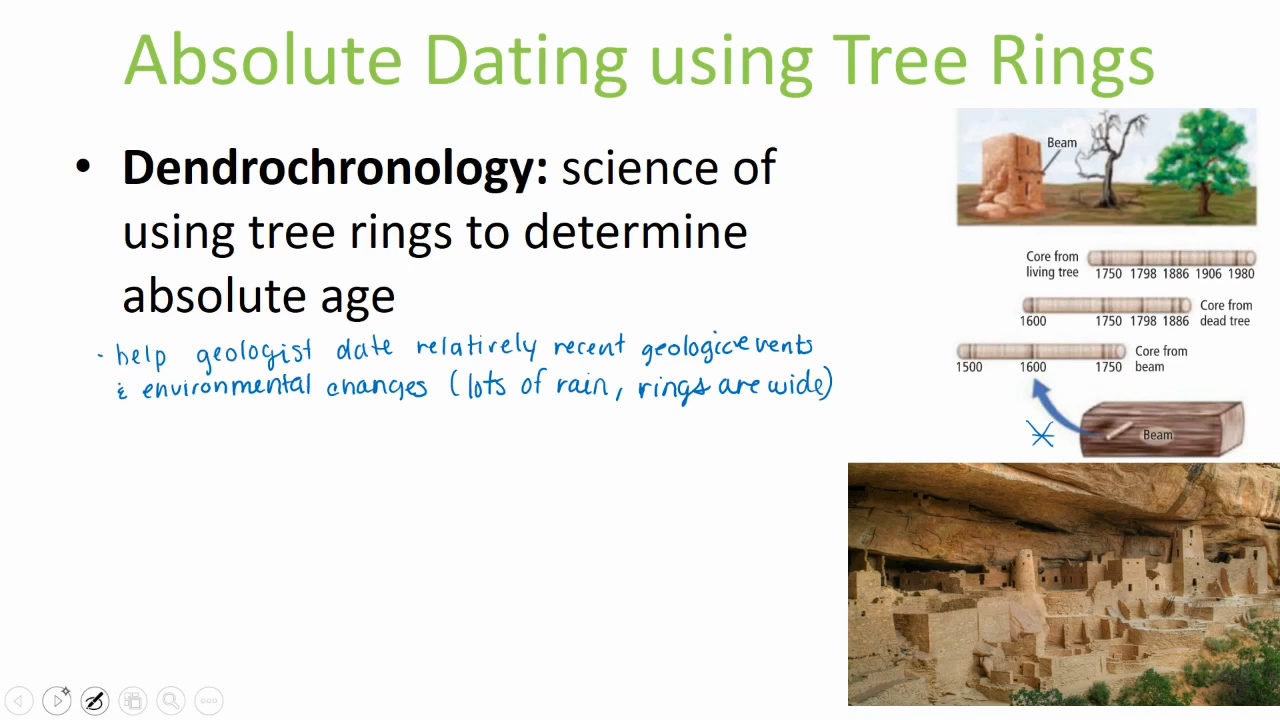 Absolute Dating using Tree Rings
• Dendrochronology: science of
using tree rings to determine
absolute age
· help geologist date relatively recent geologic events
& environmental changes (lots of rain, rings are wide)
Beam
Core from
living tree
1750 1798 1886 1906 1980
1600 1750 1798 1886
Core from
dead tree
1500 1600 1750
Core from
beam
Beam